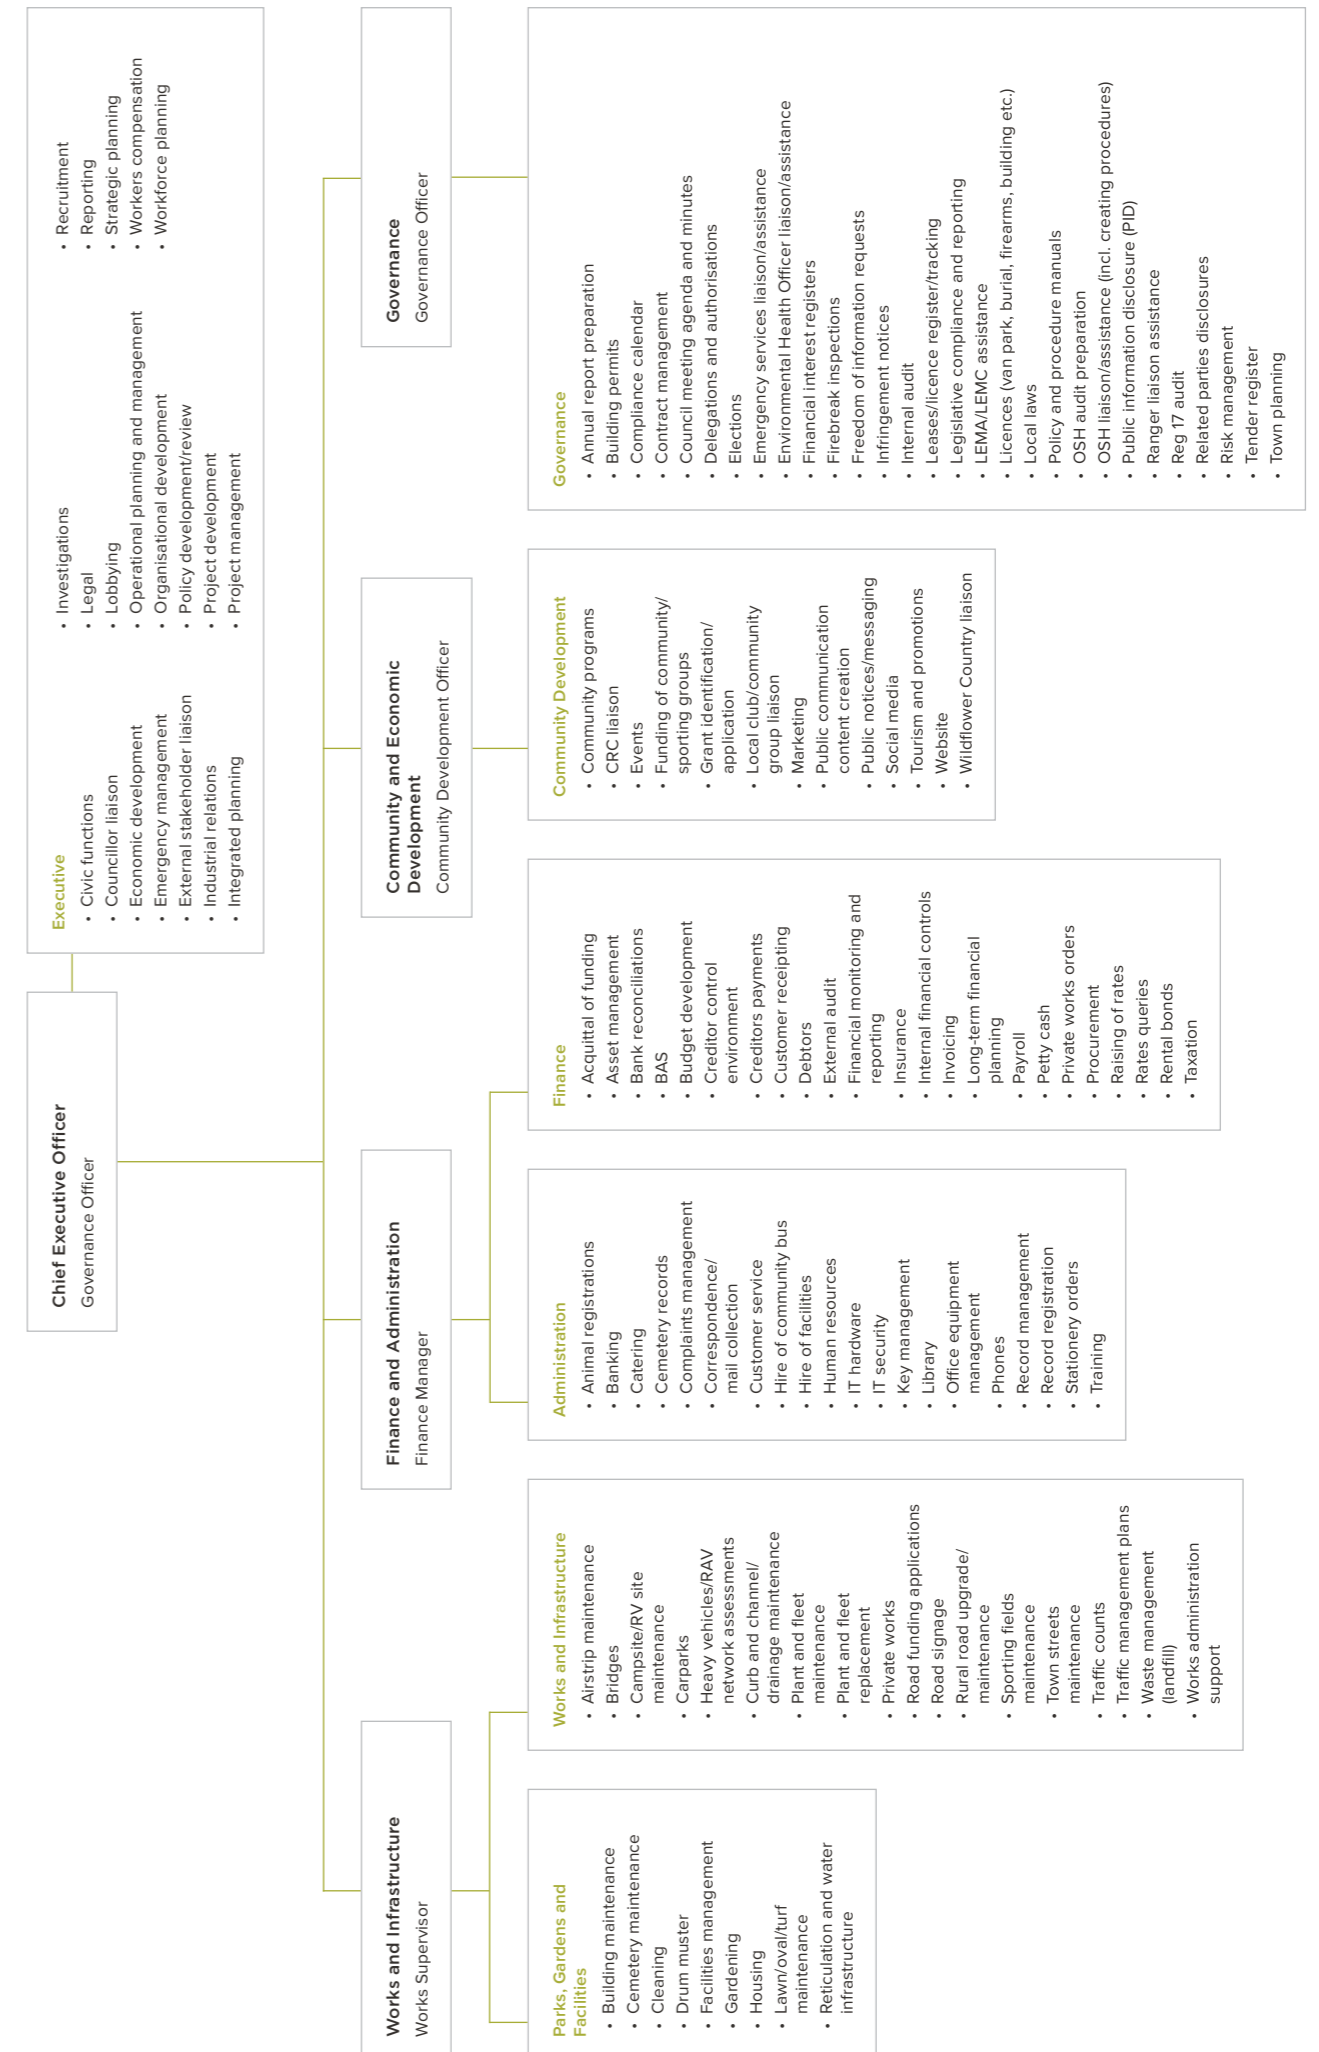 Chief Executive Officer
Governance Officer
Executive
• Civic functions
• Councillor liaison
• Economic development
• Emergency management
• External stakeholder liaison
• Industrial relations
• Integrated planning
• Investigations
• Legal
• Lobbying
• Operational planning and management
• Organisational development
• Policy development/review
• Project development
• Project management
• Recruitment
• Reporting
• Strategic planning
• Workers compensation
• Workforce planning
Works and Infrastructure
Works Supervisor
Finance and Administration
Finance Manager
Community and Economic
Development
Community Development Officer
Governance
Governance Officer
Parks, Gardens and
Facilities
• Building maintenance
• Cemetery maintenance
• Cleaning
• Drum muster
• Facilities management
• Gardening
• Housing
• Lawn/oval/turf
maintenance
• Reticulation and water
infrastructure
Works and Infrastructure
• Airstrip maintenance
• Bridges
• Campsite/RV site
maintenance
• Carparks
• Heavy vehicles/RAV
network assessments
• Curb and channel/
drainage maintenance
• Plant and fleet
maintenance
• Plant and fleet
replacement
• Private works
• Road funding applications
• Road signage
• Rural road upgrade/
maintenance
• Sporting fields
maintenance
• Town streets
maintenance
• Traffic counts
• Traffic management plans
• Waste management
(landfill)
• Works administration
support
Administration
• Animal registrations
• Banking
• Catering
• Cemetery records
• Complaints management
• Correspondence/
mail collection
• Customer service
• Hire of community bus
• Hire of facilities
• Human resources
• IT hardware
• IT security
• Key management
• Library
• Office equipment
management
• Phones
• Record management
• Record registration
• Stationery orders
• Training
Finance
• Acquittal of funding
• Asset management
• Bank reconciliations
• BAS
• Budget development
• Creditor control
environment
• Creditors payments
• Customer receipting
• Debtors
• External audit
• Financial monitoring and
reporting
• Insurance
• Internal financial controls
• Invoicing
• Long-term financial
planning
• Payroll
• Petty cash
• Private works orders
• Procurement
• Raising of rates
• Rates queries
• Rental bonds
• Taxation
Community Development
• Community programs
• CRC liaison
• Events
• Funding of community/
sporting groups
• Grant identification/
application
• Local club/community
group liaison
• Marketing
• Public communication
content creation
• Public notices/messaging
• Social media
• Tourism and promotions
• Website
• Wildflower Country liaison
Governance
• Annual report preparation
• Building permits
• Compliance calendar
• Contract management
• Council meeting agenda and minutes
• Delegations and authorisations
• Elections
• Emergency services liaison/assistance
• Environmental Health Officer liaison/assistance
• Financial interest registers
• Firebreak inspections
• Freedom of information requests
• Infringement notices
• Internal audit
• Leases/licence register/tracking
• Legislative compliance and reporting
• LEMA/LEMC assistance
• Licences (van park, burial, firearms, building etc.)
• Local laws
• Policy and procedure manuals
• OSH audit preparation
• OSH liaison/assistance (incl. creating procedures)
• Public information disclosure (PID)
• Ranger liaison assistance
• Reg 17 audit
• Related parties disclosures
• Risk management
• Tender register
• Town planning